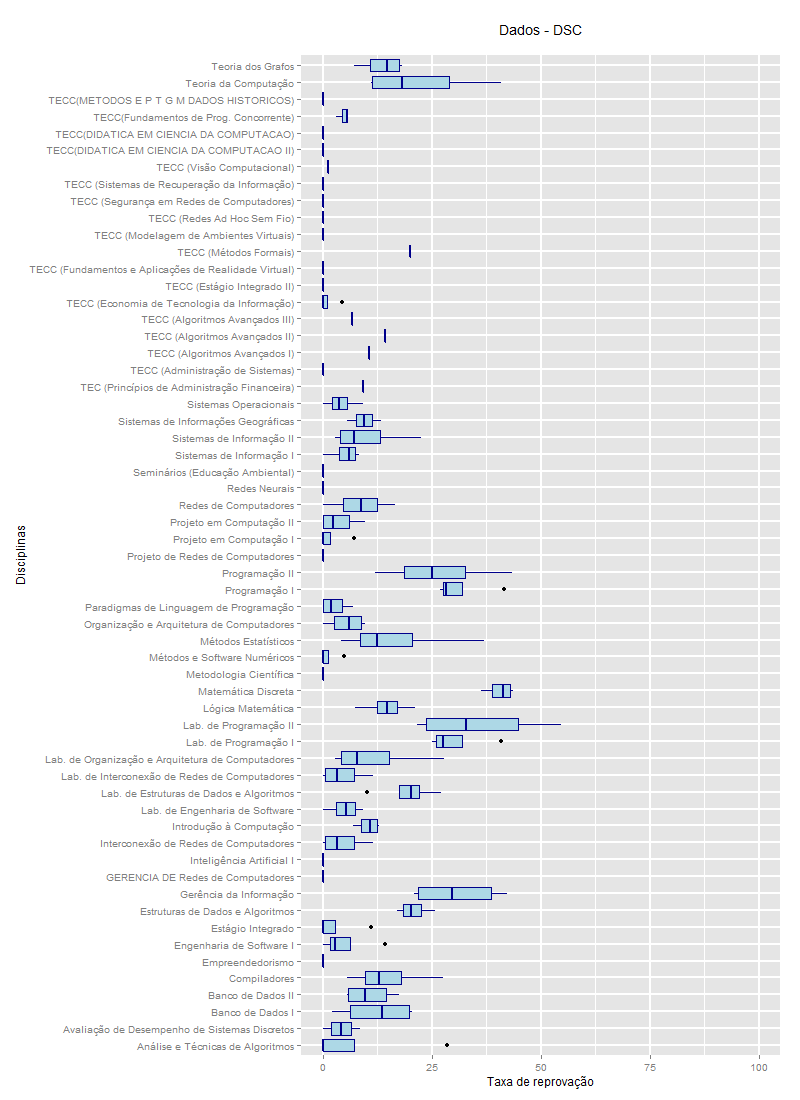 Dados - DSC
Teoria dos Grafos
Teoria da Computação
TECC(METODOS E P T G M DADOS HISTORICOS)
TECC(Fundamentos de Prog. Concorrente)
TECC(DIDATICA EM CIENCIA DA COMPUTACAO)
TECC(DIDATICA EM CIENCIA DA COMPUTACAO II)
TECC (Visão Computacional)
TECC (Sistemas de Recuperação da Informação)
TECC (Segurança em Redes de Computadores)
TECC (Redes Ad Hoc Sem Fio)
TECC (Modelagem de Ambientes Virtuais)
TECC (Métodos Formais)
TECC (Fundamentos e Aplicações de Realidade Virtual)
TECC (Estágio Integrado II)
TECC (Economia de Tecnologia da Informação)
TECC (Algoritmos Avançados III)
TECC (Algoritmos Avançados II)
TECC (Algoritmos Avançados I)
TECC (Administração de Sistemas)
TEC (Princípios de Administração Financeira)
Sistemas Operacionais
Sistemas de Informações Geográficas
Sistemas de Informação II
Sistemas de Informação I
Seminários (Educação Ambiental)
Redes Neurais
Redes de Computadores
Projeto em Computação II
Projeto em Computação I
Projeto de Redes de Computadores
Programação II
Programação I
Paradigmas de Linguagem de Programação
Organização e Arquitetura de Computadores
Métodos Estatísticos
Métodos e Software Numéricos
Metodologia Científica
Matemática Discreta
Lógica Matemática
Lab. de Programação II
Lab. de Programação I
Lab. de Organização e Arquitetura de Computadores
Lab. de Interconexão de Redes de Computadores
Lab. de Estruturas de Dados e Algoritmos
Lab. de Engenharia de Software
Introdução à Computação
Interconexão de Redes de Computadores
Inteligência Artificial I
GERENCIA DE Redes de Computadores
Gerência da Informação
Estruturas de Dados e Algoritmos
Estágio Integrado
Engenharia de Software I
Empreendedorismo
Compiladores
Banco de Dados II
Banco de Dados I
Avaliação de Desempenho de Sistemas Discretos
Análise e Técnicas de Algoritmos
Disciplinas
0 25 50 75 100
Taxa de reprovação